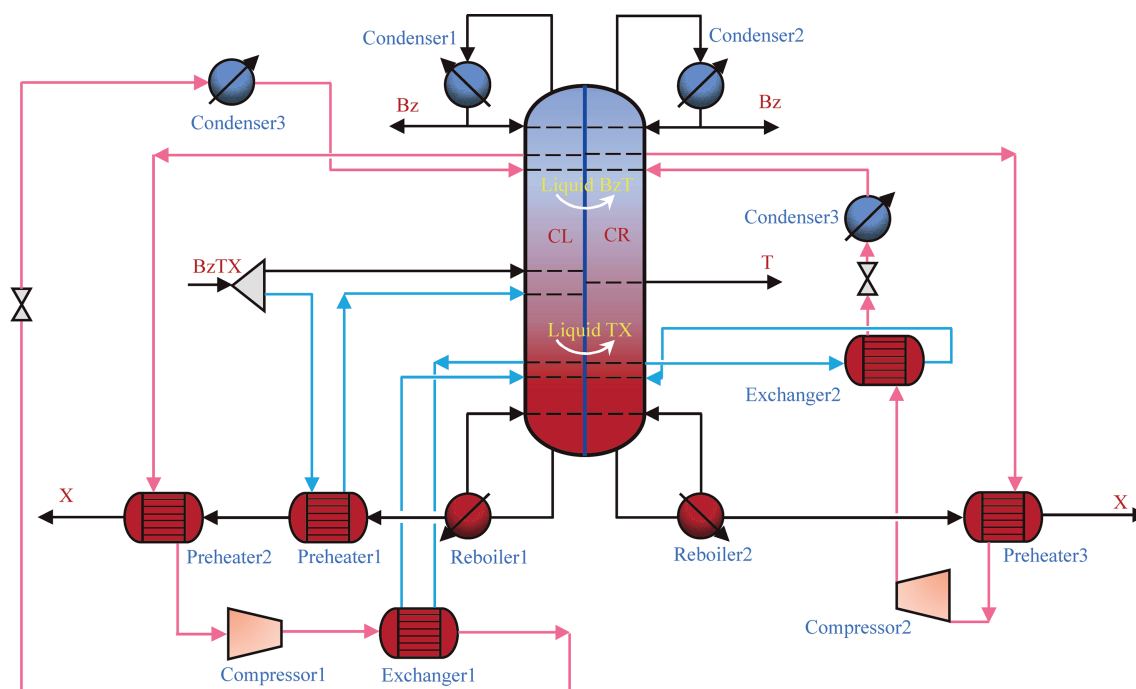 Condenser1
Condenser2
Bz
Bz
Condenser3
Liquid BzT
Condenser3
CL
CR
BzTX
T
Liquid TX
Exchanger2
X
X
Preheater2
Preheater1
Reboiler1
Reboiler2
Preheater3
Compressor2
Compressor1
Exchanger1